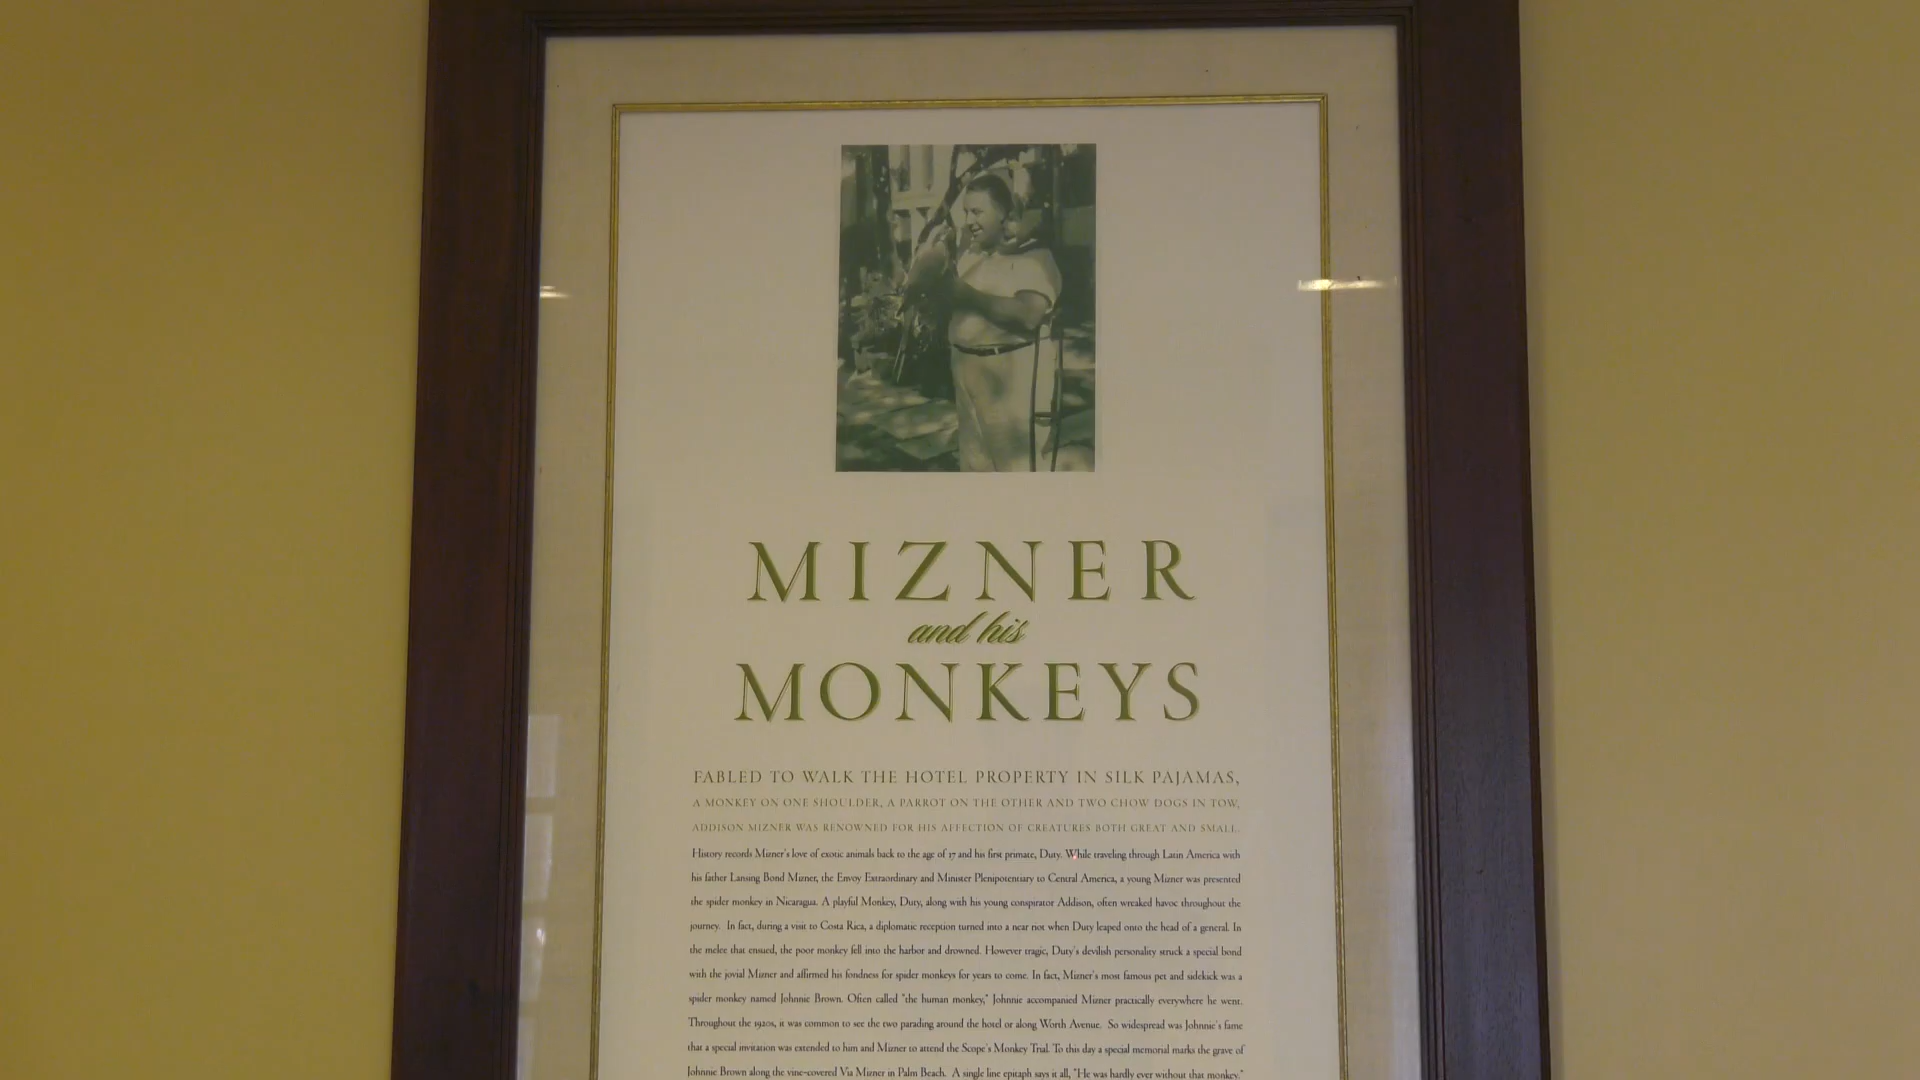 MIZNER
and his
MONKEYS
FABLED TO WALK THE HOTEL PROPERTY IN SILK PAJAMAS,
A MONKEY ON ONE SHOULDER, A PARROT ON THE OTHER AND TWO CHOW DOGS IN TOW,
ADDISON MIZNER WAS RENOWNED FOR HIS AFFECTION OF CREATURES BOTH GREAT AND SMALL.
History records Mizner's love of exotic animals back to the age of 17 and his first primate, Duty. While traveling through Latin America with
his father Lansing Bond Mizner, the Envoy Extraordinary and Minister Plenipotentiary to Central America, a young Mizner was presented
the spider monkey in Nicaragua. A playful Monkey, Duty, along with his young conspirator Addison, often wreaked havoc throughout the
journey. In fact, during a visit to Costa Rica, a diplomatic reception turned into a near riot when Duty leaped onto the head of a general. In
the melee that ensued, the poor monkey fell into the harbor and drowned. However tragic, Duty's devilish personality struck a special bond
with the jovial Mizner and affirmed his fondness for spider monkeys for years to come. In fact, Mizner's most famous pet and sidekick was a
spider monkey named Johnnie Brown. Often called "the human monkey," Johnnie accompanied Mizner practically everywhere he went.
Throughout the 1920s, it was common to see the two parading around the hotel or along Worth Avenue. So widespread was Johnnie's fame
that a special invitation was extended to him and Mizner to attend the Scope's Monkey Trial. To this day a special memorial marks the grave of
Johnnie Brown along the vine-covered Via Mizner in Palm Beach. A single line epitaph says it all, "He was hardly ever without that monkey."